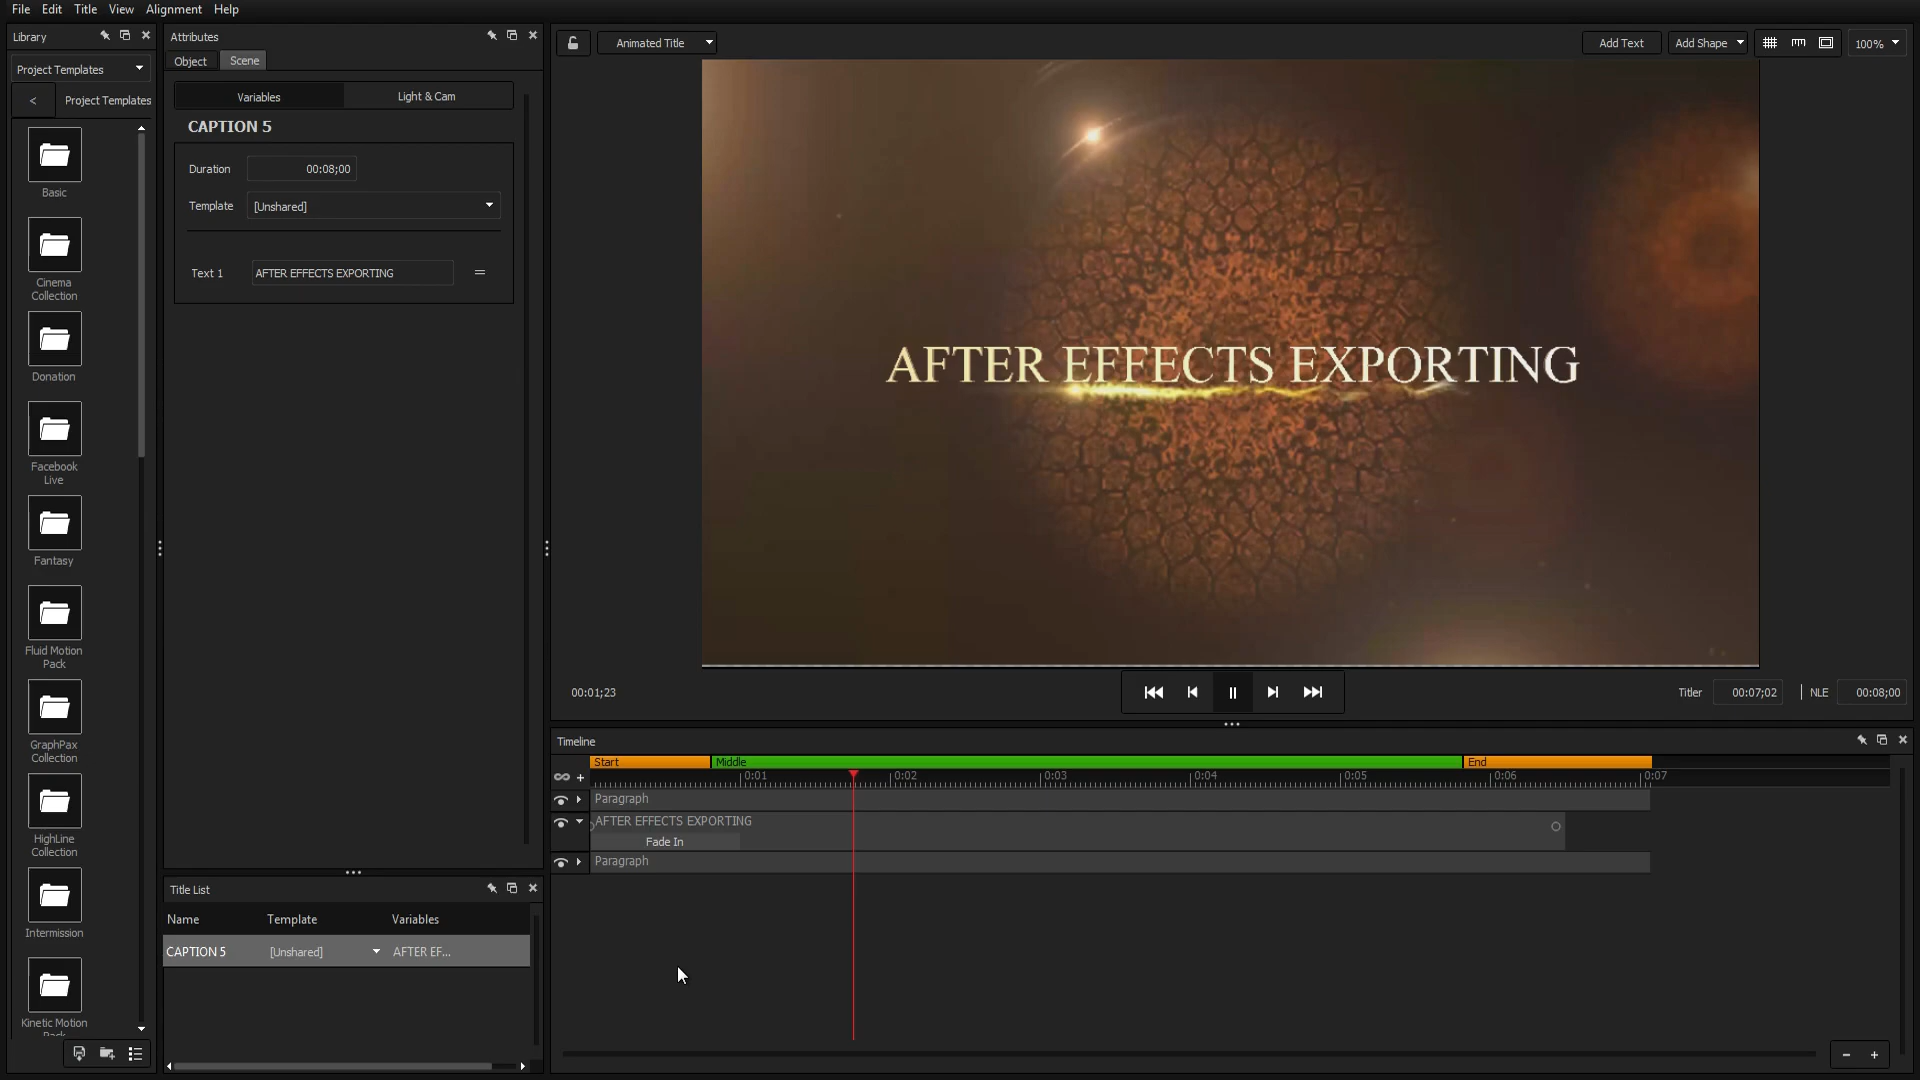 File Edit Title View Alignment Help
Library
Project Templates
< Project Templates
Basic
Cinema
Collection
Donation
Facebook
Live
Fantasy
Fluid Motion
Pack
GraphPax
Collection
HighLine
Collection
Intermission
Kinetic Motion
Pack
Attributes
Object Scene
Variables Light & Cam
CAPTION 5
Duration 00:08;00
Template [Unshared]
Text 1 AFTER EFFECTS EXPORTING =
Title List
Name Template Variables
CAPTION 5 [Unshared] AFTER EF...
Animated Title Add Text Add Shape 100%
AFTER EFFECTS EXPORTING
00:01;23 Titler 00:07;02 NLE 00:08;00
Timeline
Start Middle End
0:01 0:02 0:03 0:04 0:05 0:06 0:07
Paragraph
AFTER EFFECTS EXPORTING
Fade In
Paragraph